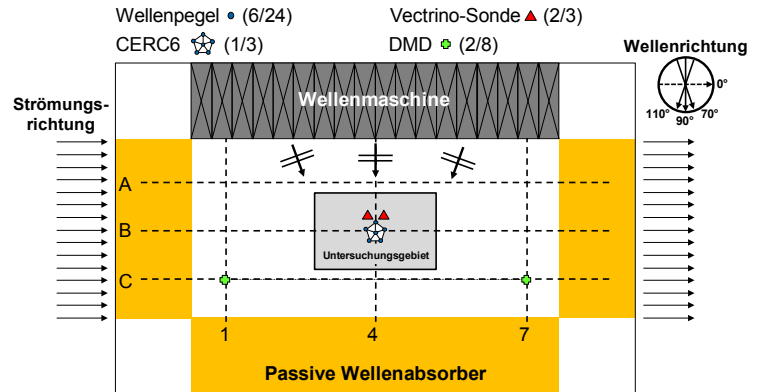 Wellenpegel (6/24)
Vectrino-Sonde (2/3)
CERC6 (1/3)
DMD (2/8)
Wellenrichtung
Strömungs-
richtung
Wellenmaschine
0°
110°
90°
70°
A
B
Untersuchungsgebiet
C
1
4
7
Passive Wellenabsorber